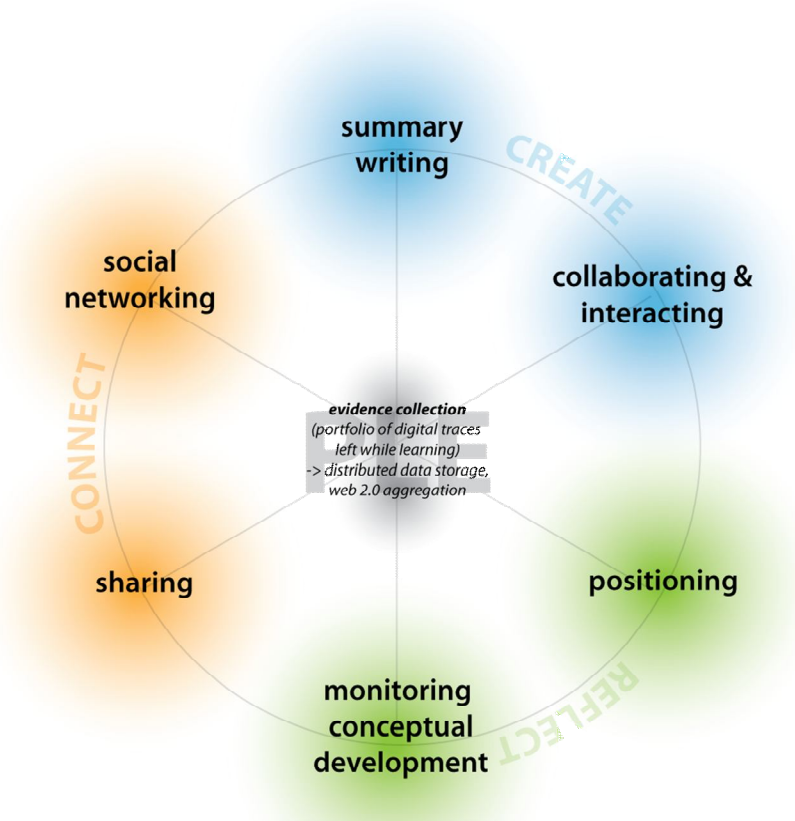 summary
writing
CREATE
social
networking
collaborating &
interacting
CONNECT
PLE
evidence collection
(portfolio of digital traces
left while learning)
-> distributed data storage,
web 2.0 aggregation
sharing
positioning
REFLECT
monitoring
conceptual
development